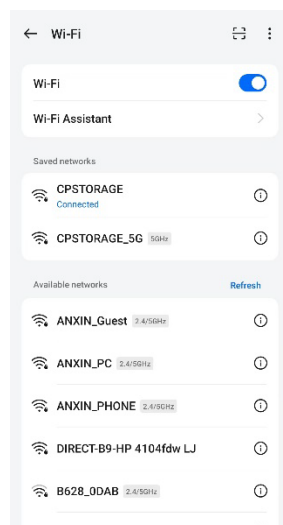 Wi-Fi
Wi-Fi
Wi-Fi Assistant
Saved networks
CPSTORAGE
Connected
CPSTORAGE_5G 5GHz
Available networks Refresh
ANXIN_Guest 2.4/5GHz
ANXIN_PC 2.4/5GHz
ANXIN_PHONE 2.4/5GHz
DIRECT-B9-HP 4104fdw LJ
B628_0DAB 2.4/5GHz